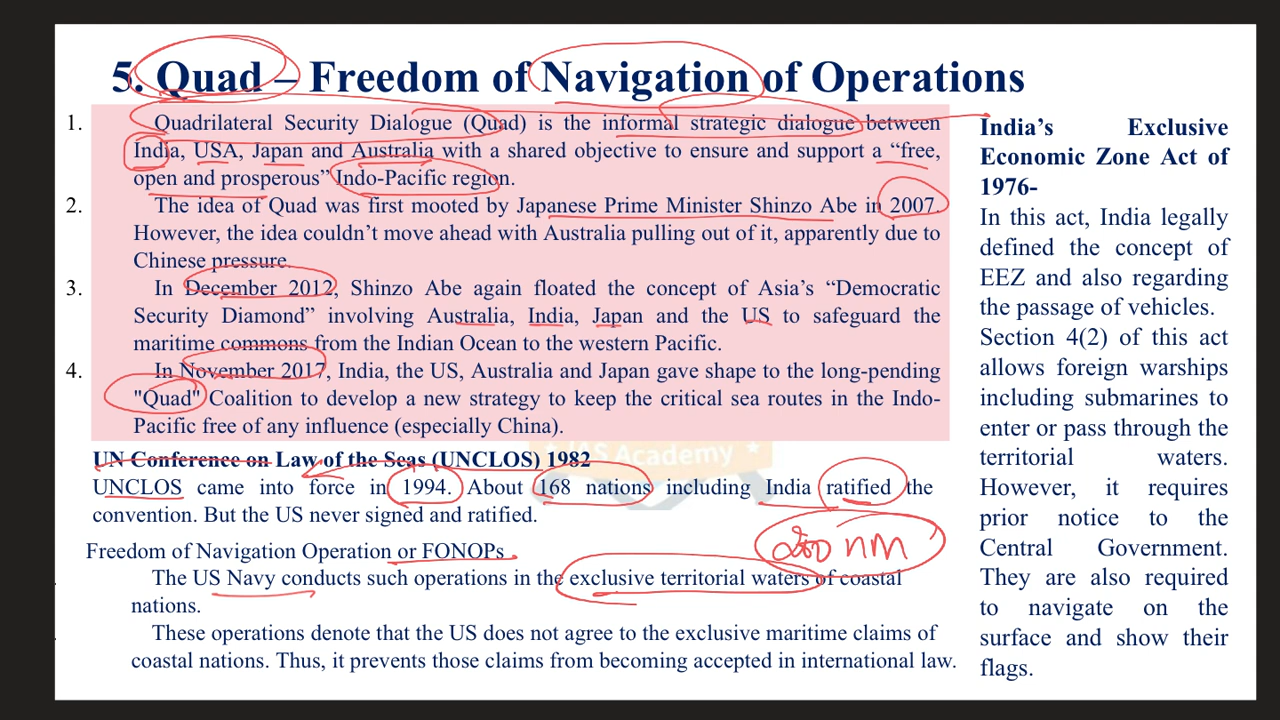 5. Quad – Freedom of Navigation of Operations
1. Quadrilateral Security Dialogue (Quad) is the informal strategic dialogue between
India, USA, Japan and Australia with a shared objective to ensure and support a “free,
open and prosperous” Indo-Pacific region.
2. The idea of Quad was first mooted by Japanese Prime Minister Shinzo Abe in 2007.
However, the idea couldn’t move ahead with Australia pulling out of it, apparently due to
Chinese pressure.
3. In December 2012, Shinzo Abe again floated the concept of Asia’s “Democratic
Security Diamond” involving Australia, India, Japan and the US to safeguard the
maritime commons from the Indian Ocean to the western Pacific.
4. In November 2017, India, the US, Australia and Japan gave shape to the long-pending
"Quad" Coalition to develop a new strategy to keep the critical sea routes in the Indo-
Pacific free of any influence (especially China).
IAS Academy
UN Conference on Law of the Seas (UNCLOS) 1982
UNCLOS came into force in 1994. About 168 nations including India ratified the
convention. But the US never signed and ratified.
200 nm
Freedom of Navigation Operation or FONOPs
The US Navy conducts such operations in the exclusive territorial waters of coastal
nations.
These operations denote that the US does not agree to the exclusive maritime claims of
coastal nations. Thus, it prevents those claims from becoming accepted in international law.
India’s Exclusive
Economic Zone Act of
1976-
In this act, India legally
defined the concept of
EEZ and also regarding
the passage of vehicles.
Section 4(2) of this act
allows foreign warships
including submarines to
enter or pass through the
territorial waters.
However, it requires
prior notice to the
Central Government.
They are also required
to navigate on the
surface and show their
flags.